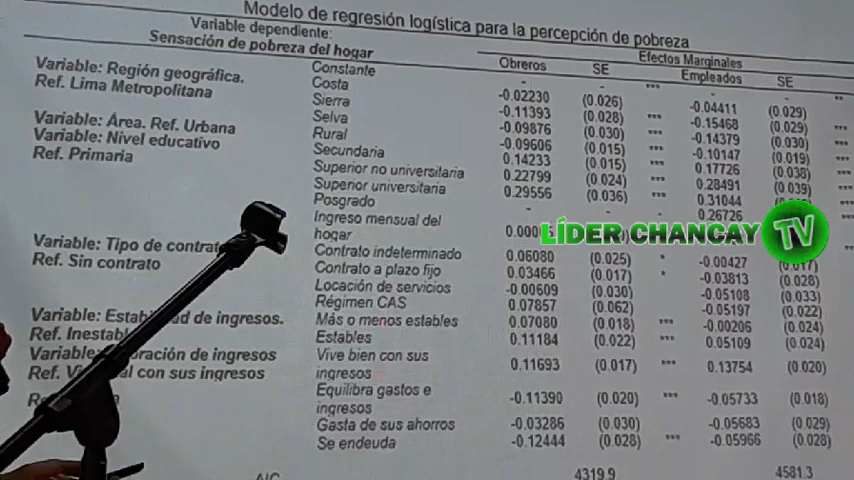 Modelo de regresión logística para la percepción de pobreza
Variable dependiente:
Sensación de pobreza del hogar
Efectos Marginales
Obreros SE Empleados SE
Variable: Región geográfica. Constante - - *** - - **
Ref. Lima Metropolitana Costa -0.02230 (0.026) -0.04411 (0.029)
Sierra -0.11393 (0.028) *** -0.15468 (0.029) ***
Selva -0.09876 (0.030) *** -0.14379 (0.030) ***
Variable: Área. Ref. Urbana Rural -0.09606 (0.015) *** -0.10147 (0.019) ***
Variable: Nivel educativo Secundaria 0.14233 (0.015) *** 0.17726 (0.038) ***
Ref. Primaria Superior no universitaria 0.22799 (0.024) *** 0.28491 (0.039) ***
Superior universitaria 0.29556 (0.036) *** 0.31044 ***
Posgrado - - - 0.26726 ***
Ingreso mensual del
hogar **
LÍDER CHANCAY TV
Variable: Tipo de contrat Contrato indeterminado 0.06080 (0.025) * -0.00427 (0.017)
Ref. Sin contrato Contrato a plazo fijo 0.03466 (0.017) * -0.03813 (0.028)
Locación de servicios -0.00609 (0.030) -0.05108 (0.033)
Régimen CAS 0.07857 (0.062) -0.05197 (0.022)
Variable: Estab d de ingresos. Más o menos estables 0.07080 (0.018) *** -0.00206 (0.024)
Ref. Inestab Estables 0.11184 (0.022) *** 0.05109 (0.024)
Variab oración de ingresos Vive bien con sus
Ref. Vi al con sus ingresos ingresos 0.11693 (0.017) *** 0.13754 (0.020)
Equilibra gastos e
ingresos -0.11390 (0.020) *** -0.05733 (0.018)
Gasta de sus ahorros -0.03286 (0.030) -0.05683 (0.029)
Se endeuda -0.12444 (0.028) *** -0.05966 (0.028)
AIC 4319.9 4581.3